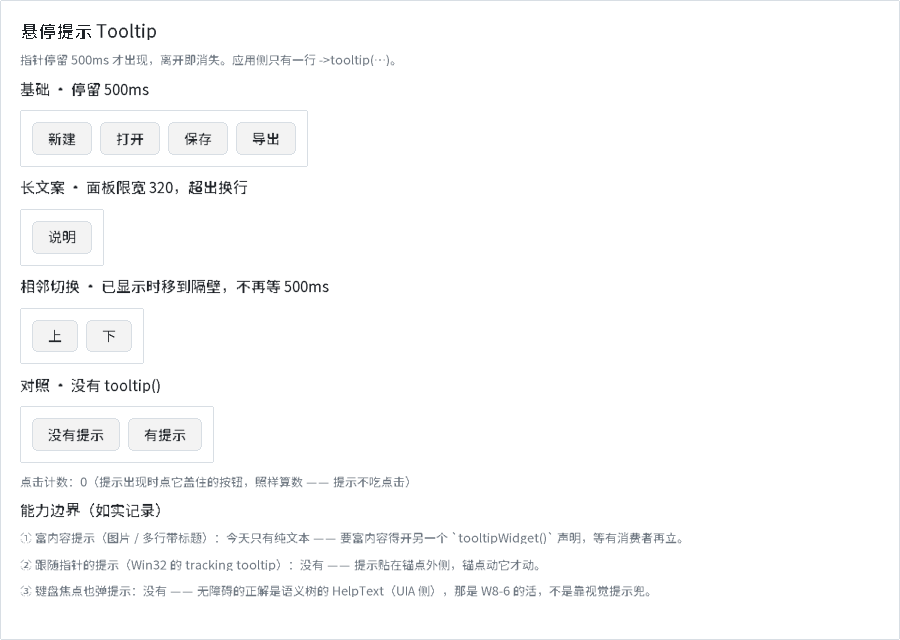 悬停提示 Tooltip
指针停留 500ms 才出现，离开即消失。应用侧只有一行 ->tooltip(…)。
基础 · 停留 500ms
新建 打开 保存 导出
长文案 · 面板限宽 320，超出换行
说明
相邻切换 · 已显示时移到隔壁，不再等 500ms
上 下
对照 · 没有 tooltip()
没有提示 有提示
点击计数：0（提示出现时点它盖住的按钮，照样算数 —— 提示不吃点击）
能力边界（如实记录）
① 富内容提示（图片 / 多行带标题）：今天只有纯文本 —— 要富内容得开另一个 `tooltipWidget()` 声明，等有消费者再立。
② 跟随指针的提示（Win32 的 tracking tooltip）：没有 —— 提示贴在锚点外侧，锚点动它才动。
③ 键盘焦点也弹提示：没有 —— 无障碍的正解是语义树的 HelpText（UIA 侧），那是 W8-6 的活，不是靠视觉提示兜。